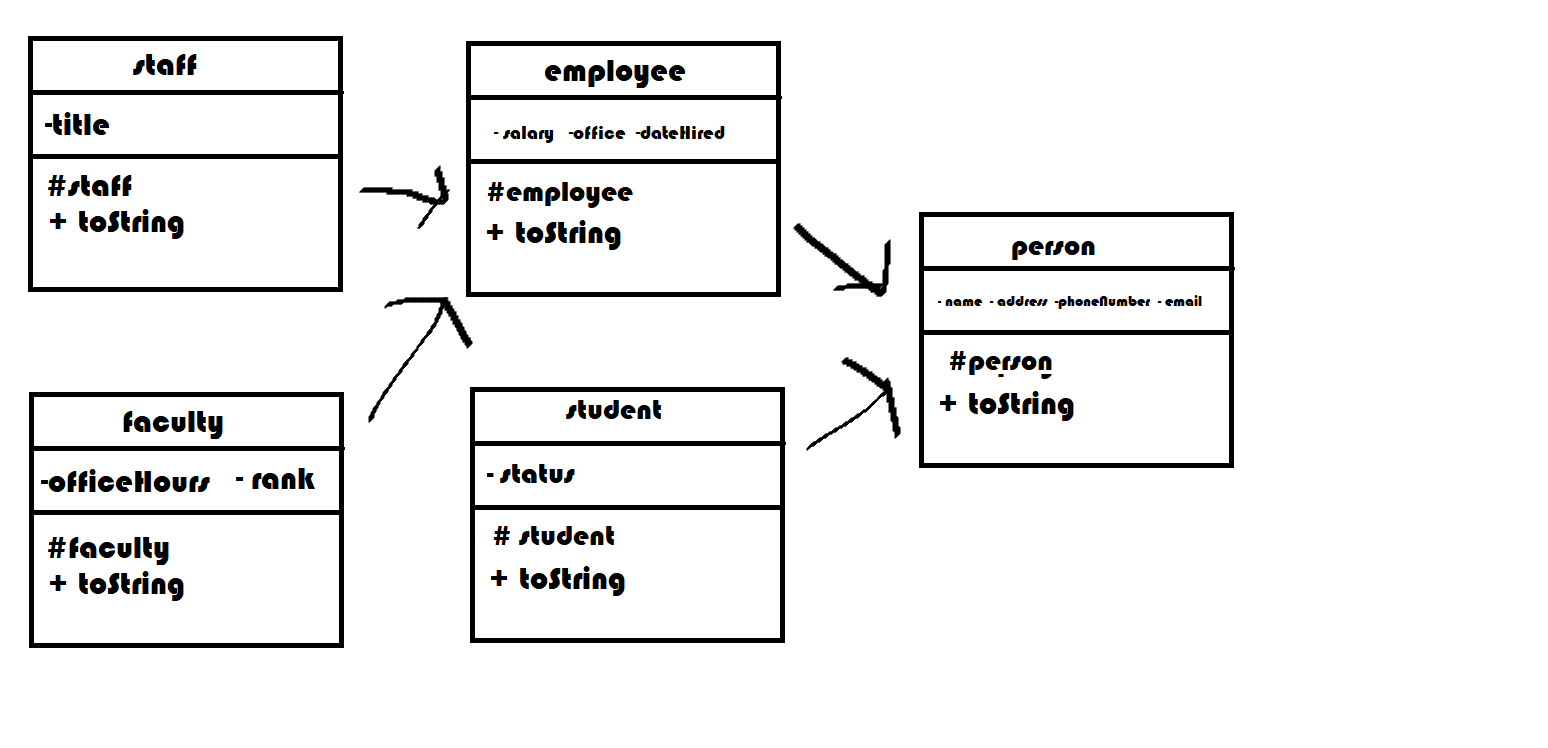 staff
-title
#staff
+ toString
employee
- salary -office -dateHired
#employee
+ toString
person
- name - address -phoneNumber - email
#person
+ toString
faculty
-officeHours - rank
#faculty
+ toString
student
- status
# student
+ toString